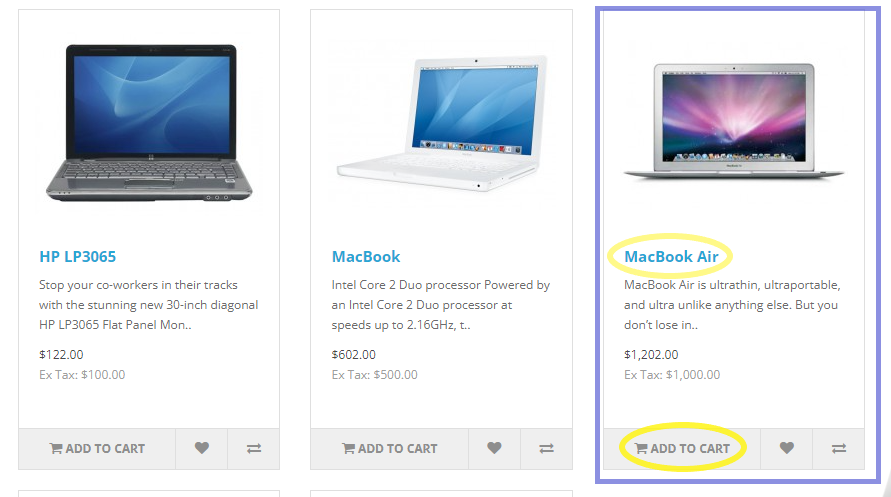 HP LP3065
Stop your co-workers in their tracks
with the stunning new 30-inch diagonal
HP LP3065 Flat Panel Mon..
$122.00
Ex Tax: $100.00
ADD TO CART
MacBook
Intel Core 2 Duo processor Powered by
an Intel Core 2 Duo processor at
speeds up to 2.16GHz, t..
$602.00
Ex Tax: $500.00
ADD TO CART
MacBook Air
MacBook Air is ultrathin, ultraportable,
and ultra unlike anything else. But you
don’t lose in..
$1,202.00
Ex Tax: $1,000.00
ADD TO CART